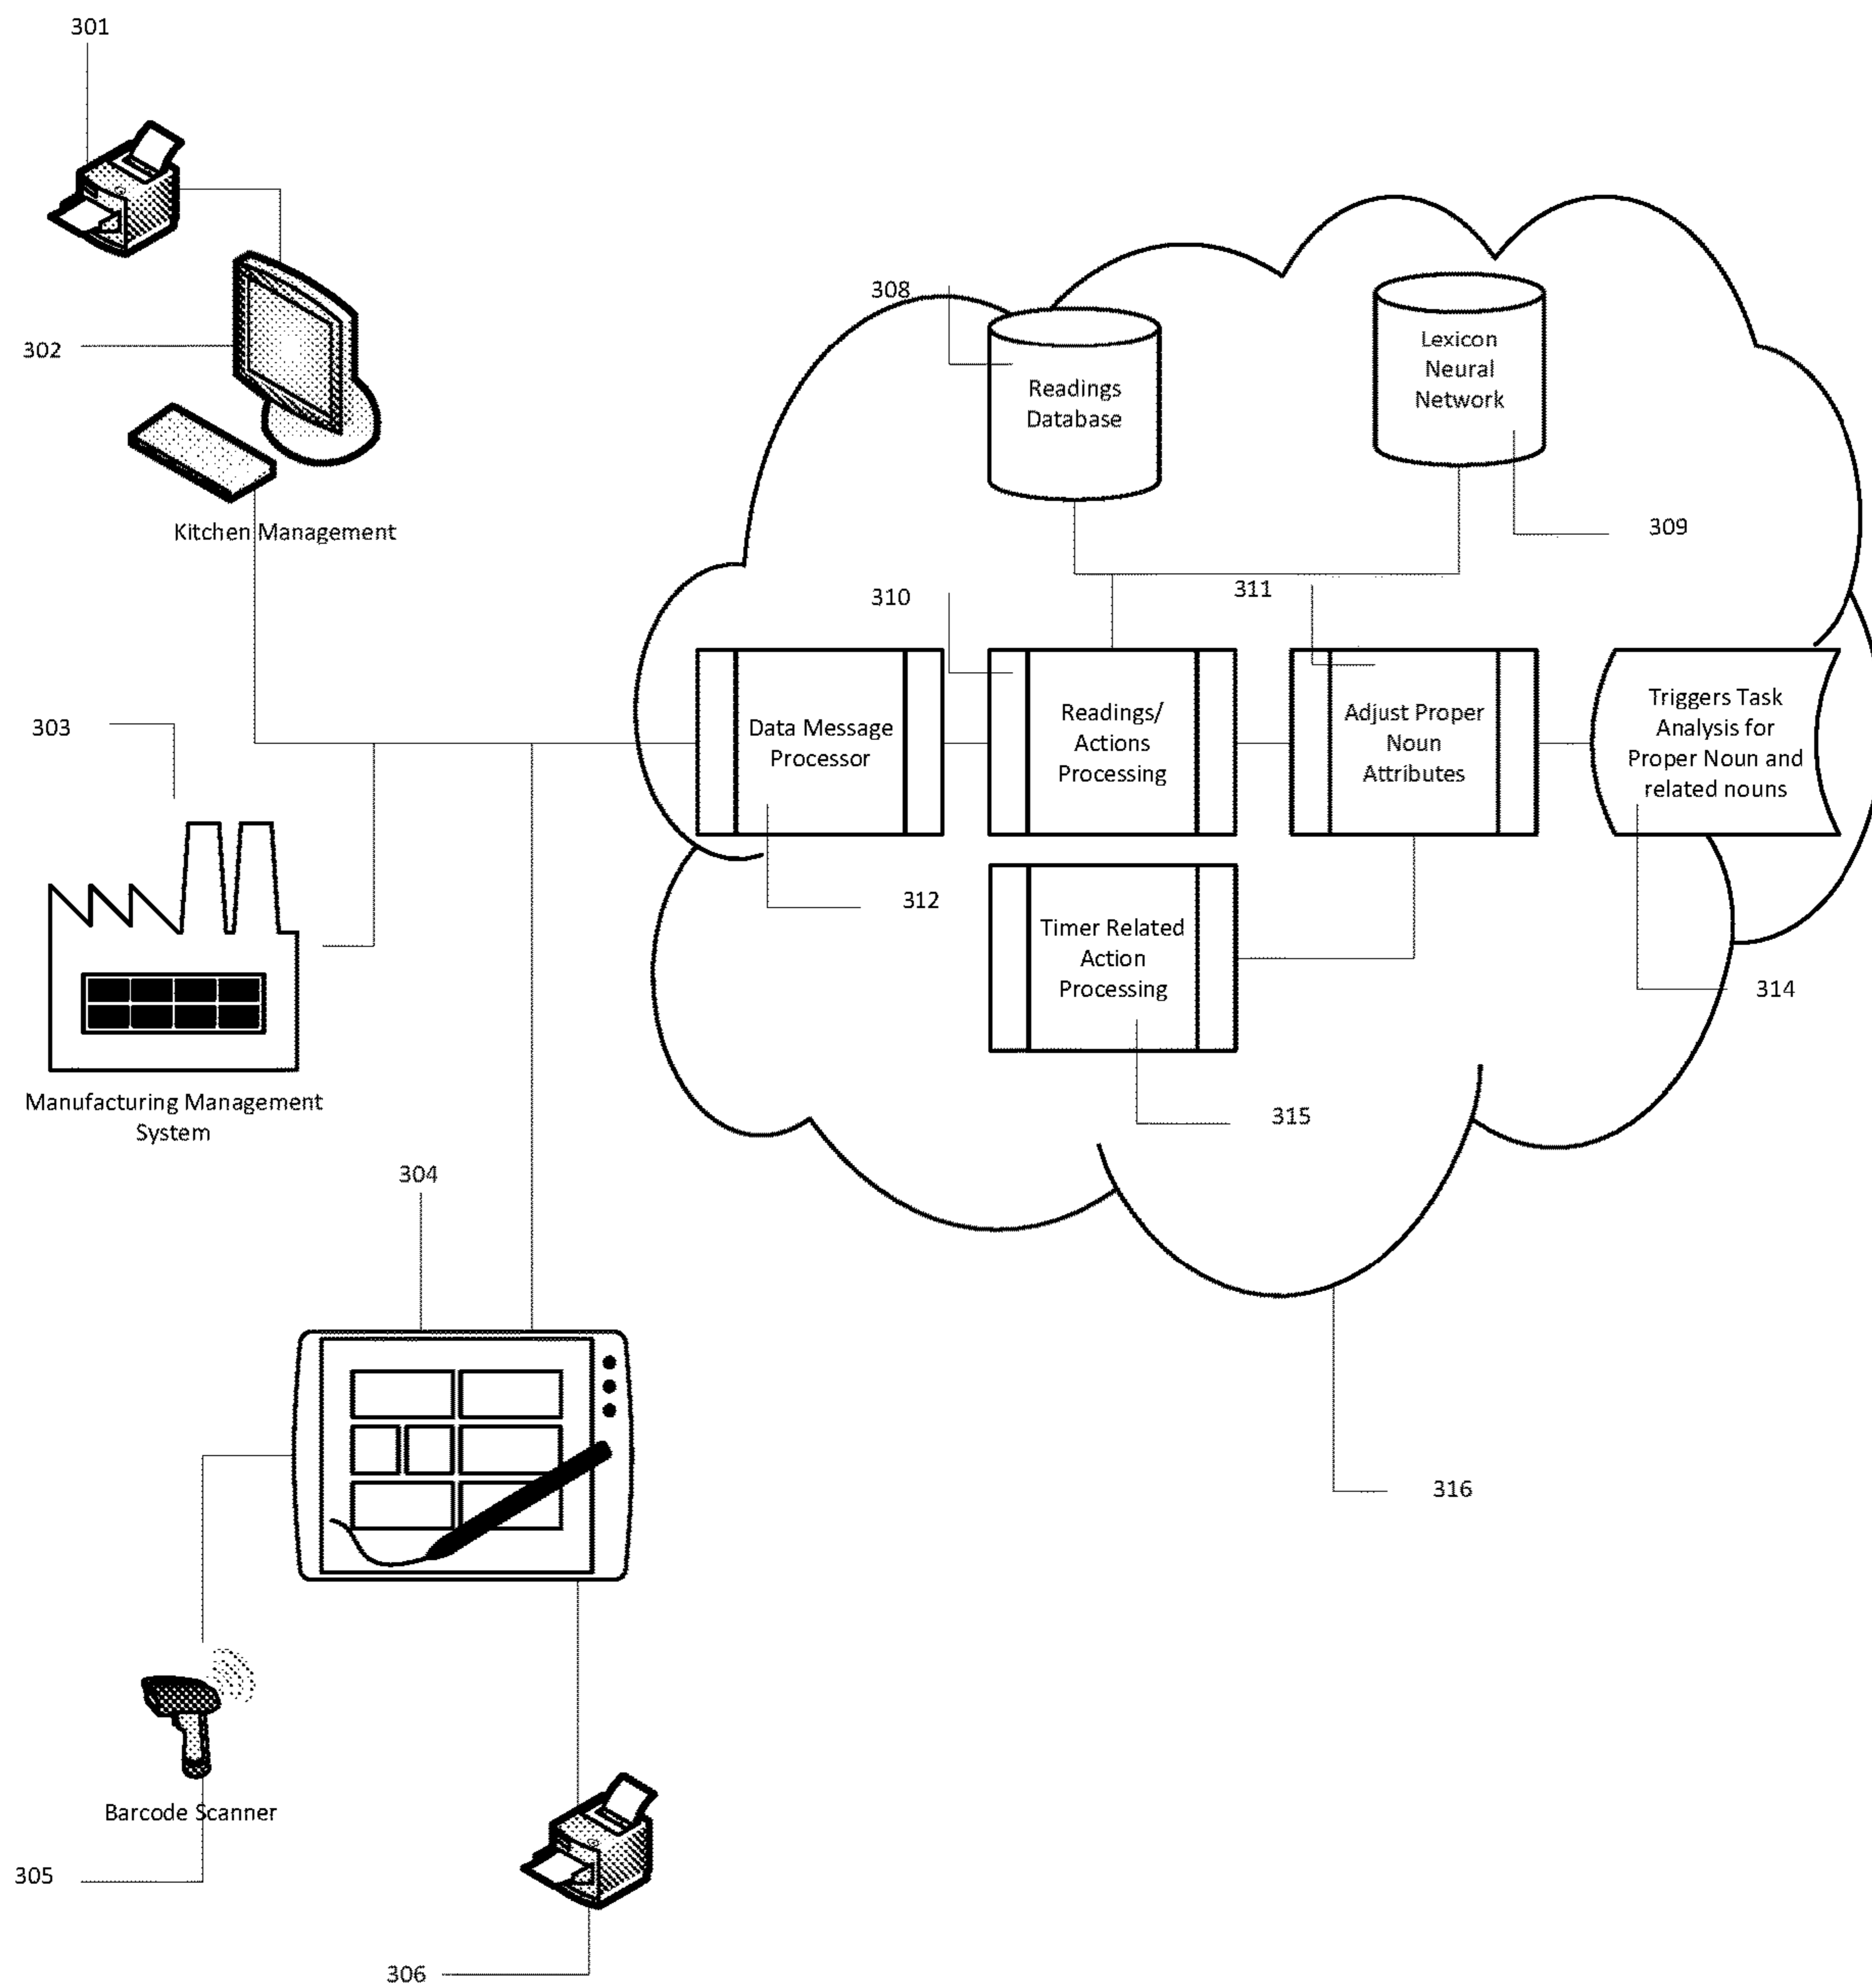 301
302
Kitchen Management
303
Manufacturing Management
System
304
Barcode Scanner
305
306
308
Readings
Database
Lexicon
Neural
Network
309
310
311
Data Message
Processor
Readings/
Actions
Processing
Adjust Proper
Noun
Attributes
Triggers Task
Analysis for
Proper Noun and
related nouns
312
Timer Related
Action
Processing
314
315
316